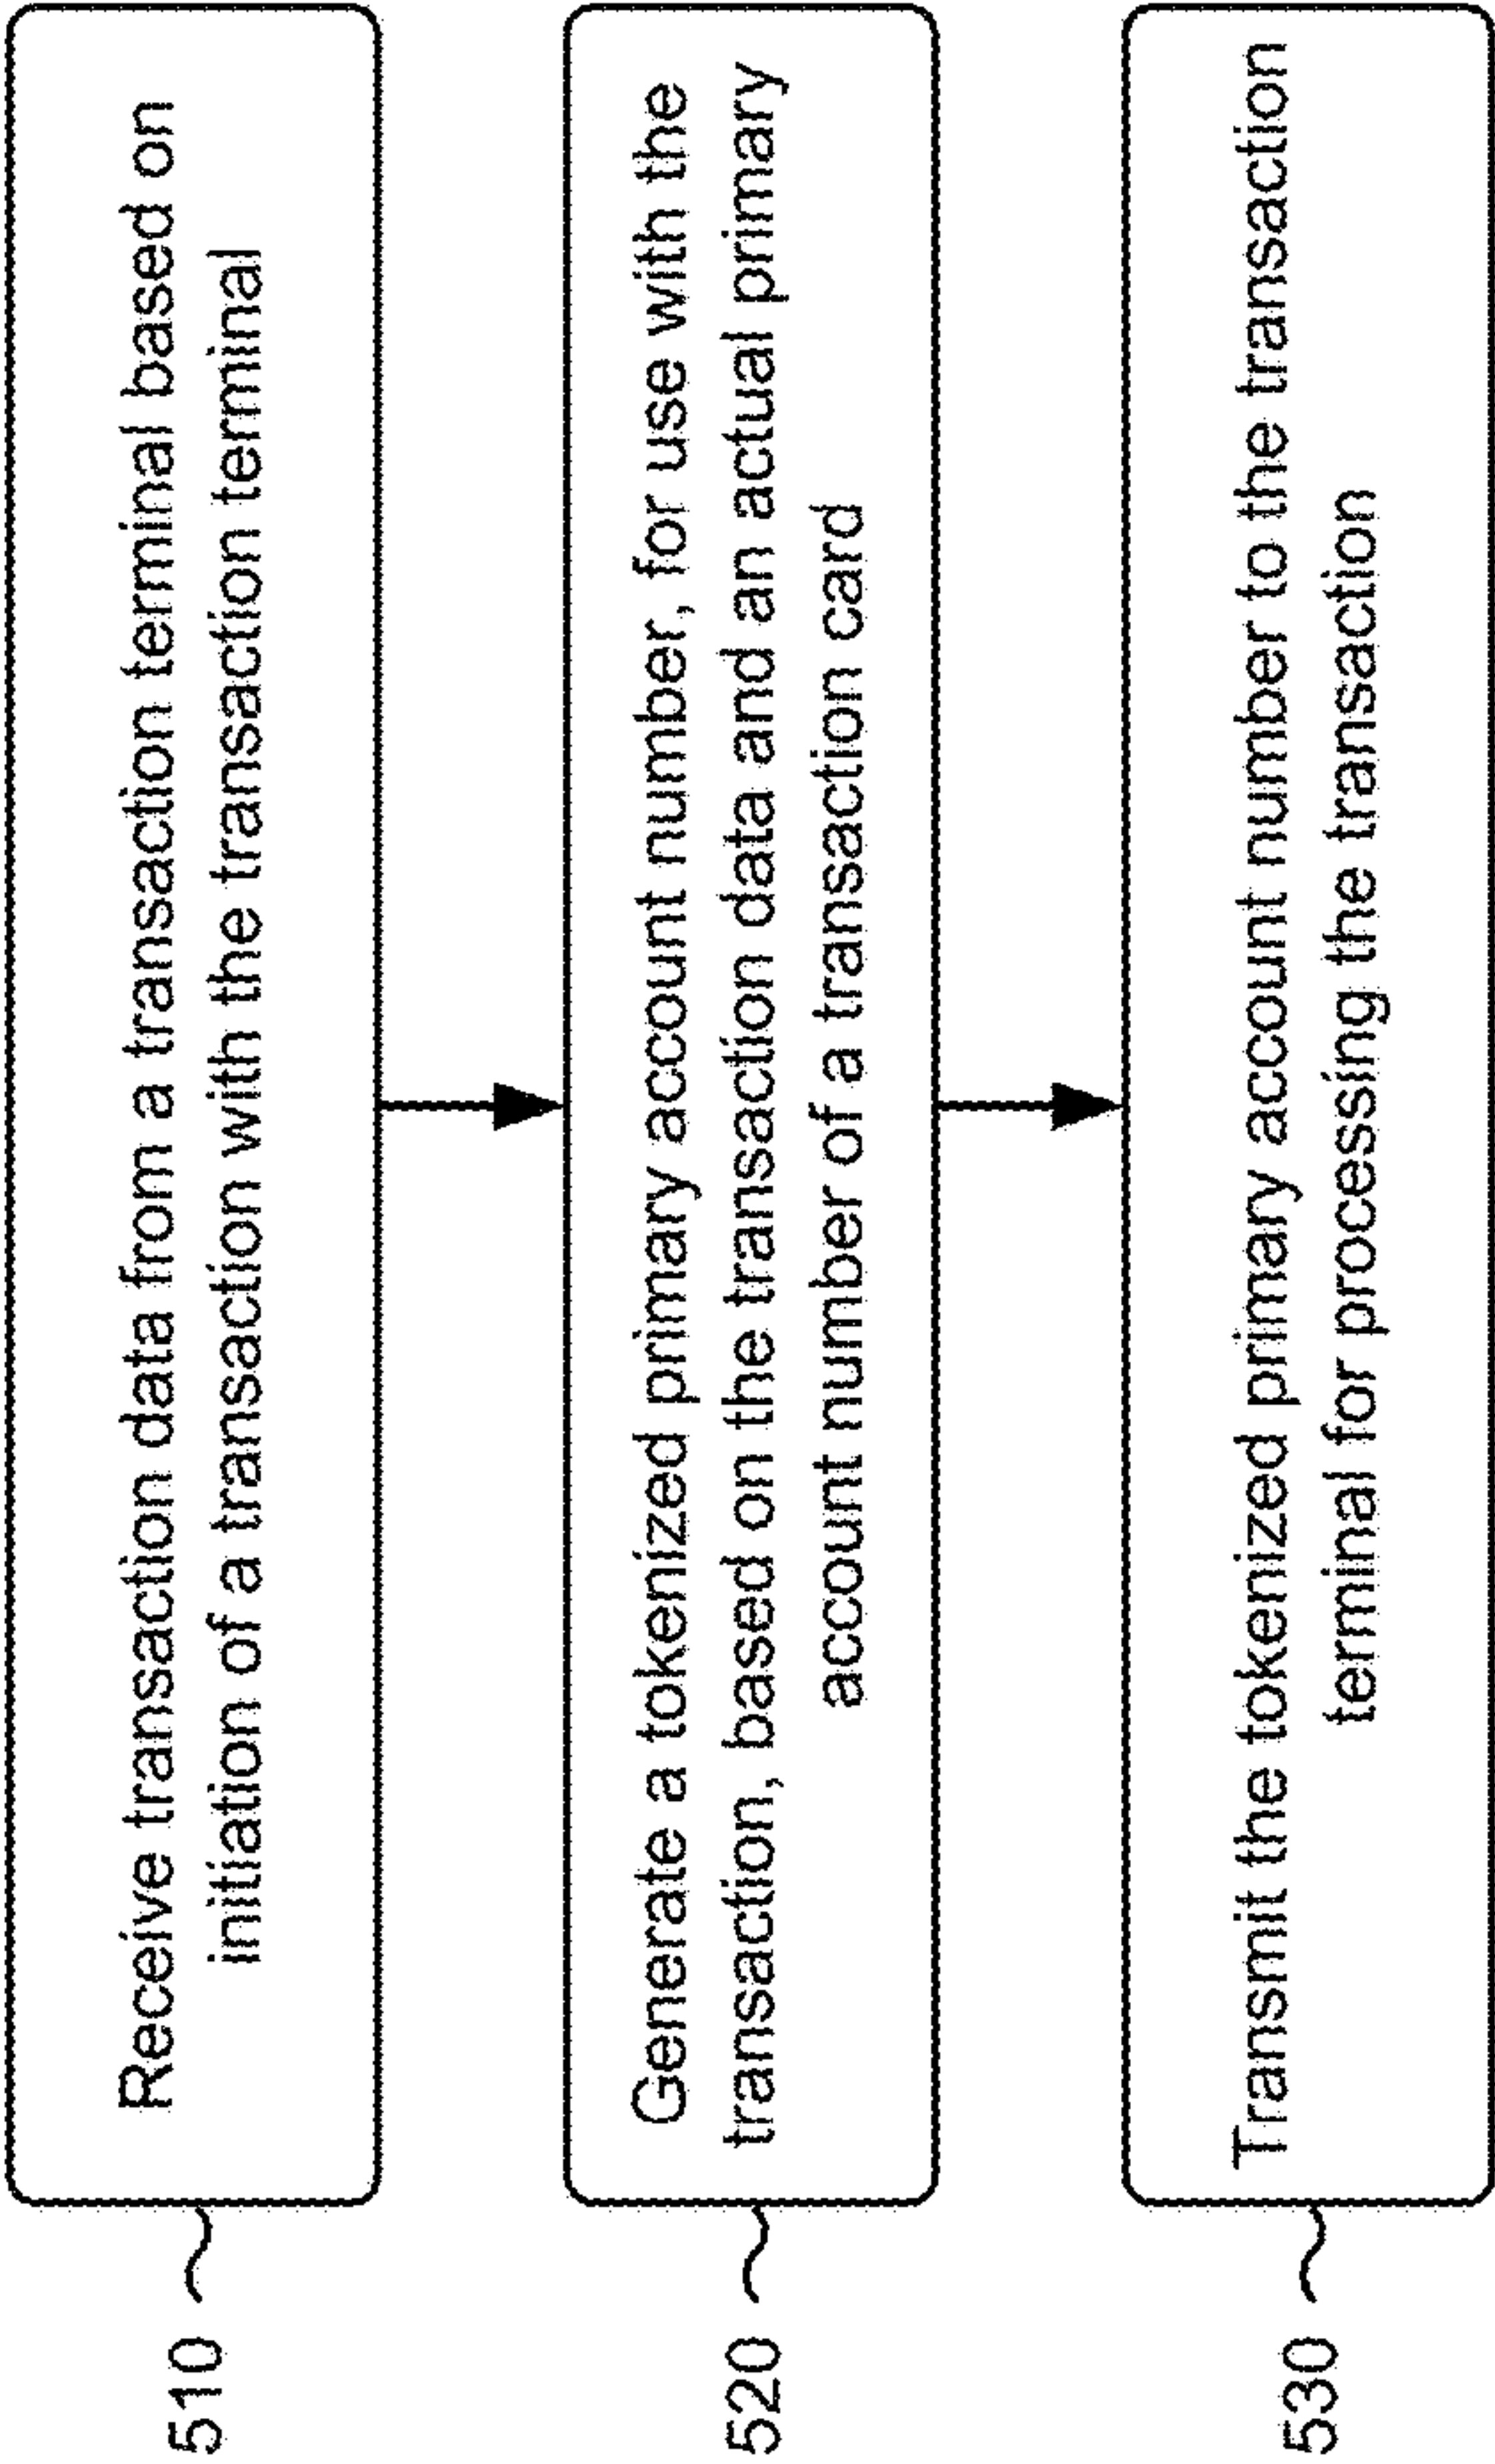 510
Receive transaction data from a transaction terminal based on
initiation of a transaction with the transaction terminal
520
Generate a tokenized primary account number, for use with the
transaction, based on the transaction data and an actual primary
account number of a transaction card
530
Transmit the tokenized primary account number to the transaction
terminal for processing the transaction